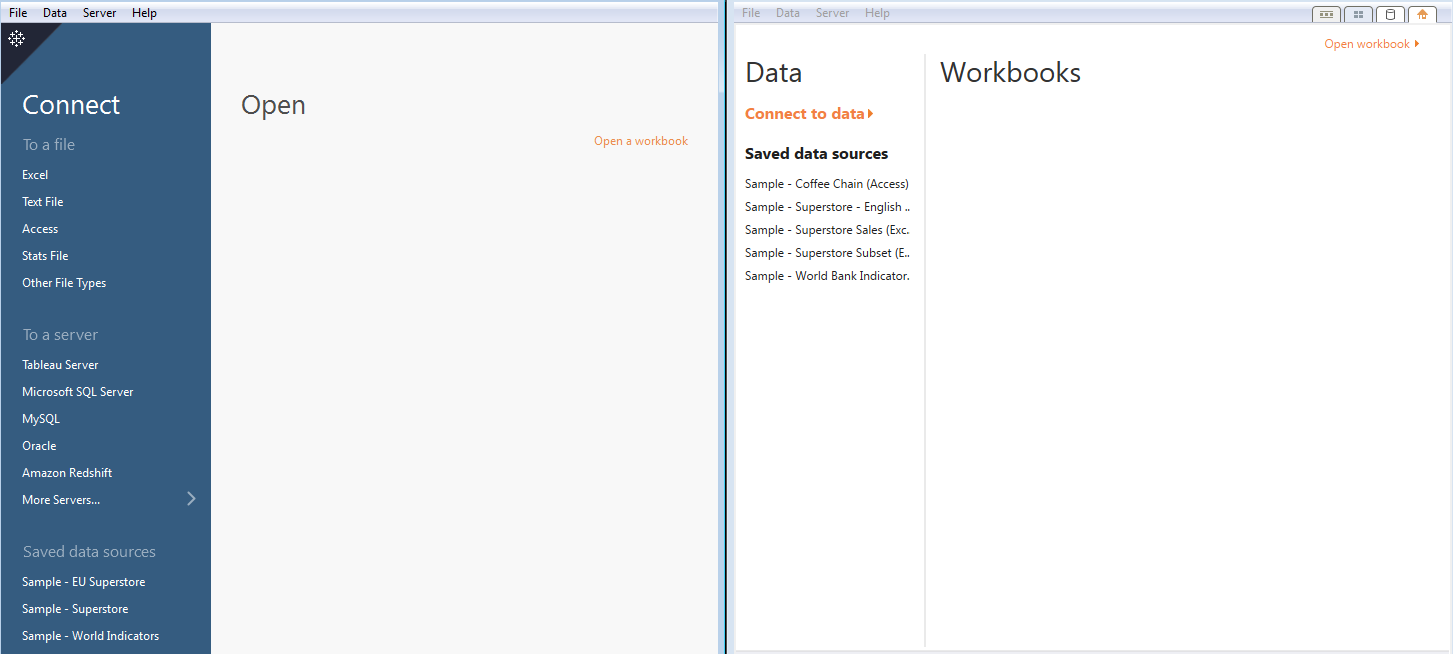 File Data Server Help
Connect
To a file
Excel
Text File
Access
Stats File
Other File Types
To a server
Tableau Server
Microsoft SQL Server
MySQL
Oracle
Amazon Redshift
More Servers...
Saved data sources
Sample - EU Superstore
Sample - Superstore
Sample - World Indicators
Open
Open a workbook
File Data Server Help
Open workbook
Data
Connect to data
Saved data sources
Sample - Coffee Chain (Access)
Sample - Superstore - English ..
Sample - Superstore Sales (Exc.
Sample - Superstore Subset (E..
Sample - World Bank Indicator.
Workbooks